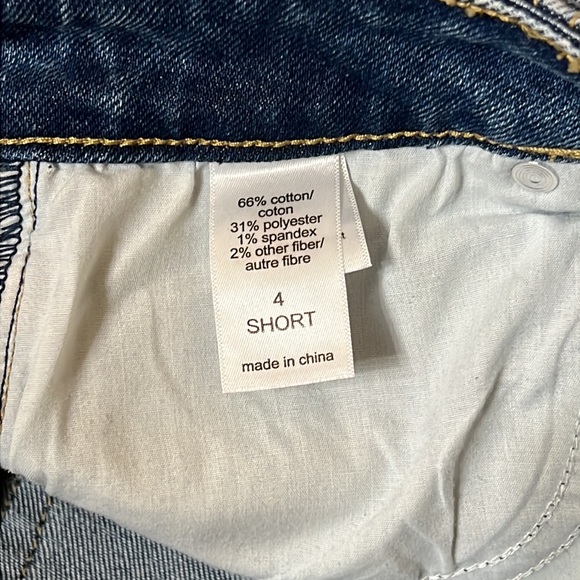 66% cotton/
coton
31% polyester
1% spandex
2% other fiber/
autre fibre
4
SHORT
made in china